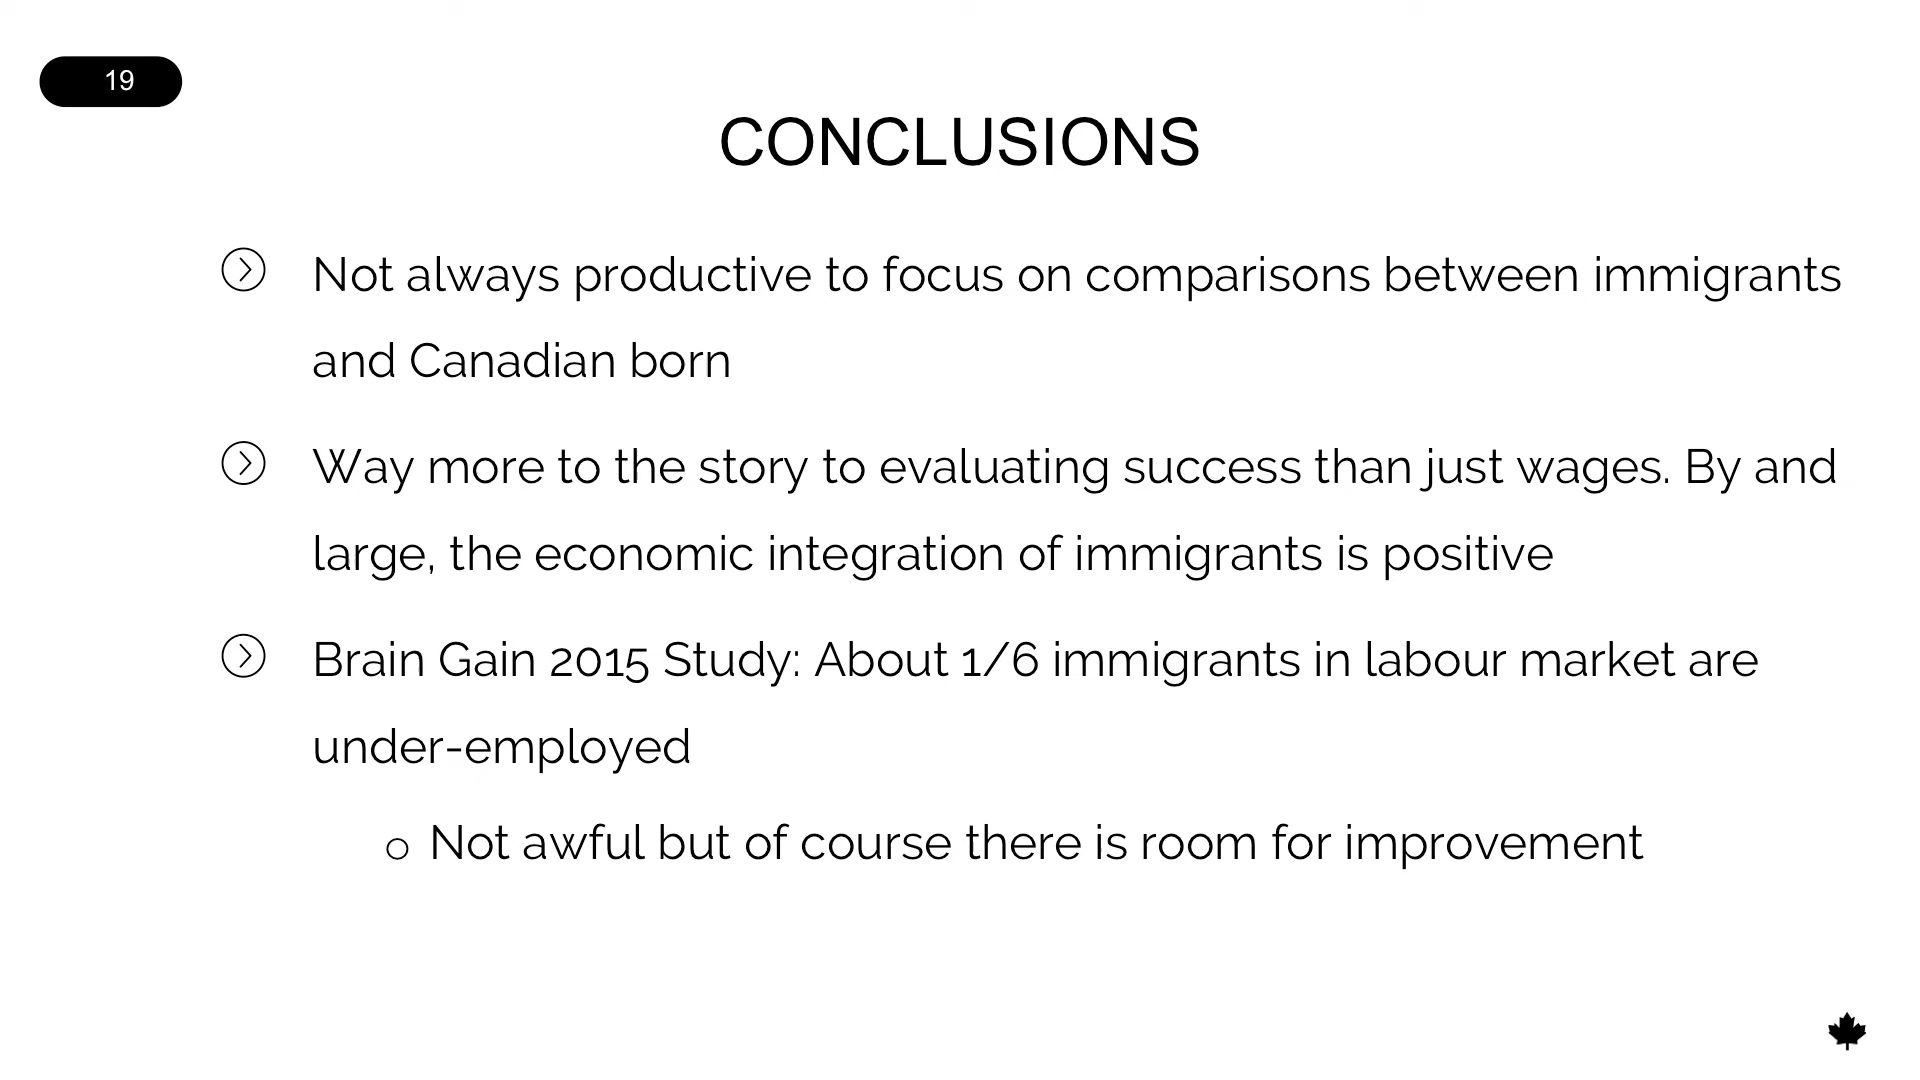 19
CONCLUSIONS
Not always productive to focus on comparisons between immigrants
and Canadian born
Way more to the story to evaluating success than just wages. By and
large, the economic integration of immigrants is positive
Brain Gain 2015 Study: About 1/6 immigrants in labour market are
under-employed
o Not awful but of course there is room for improvement